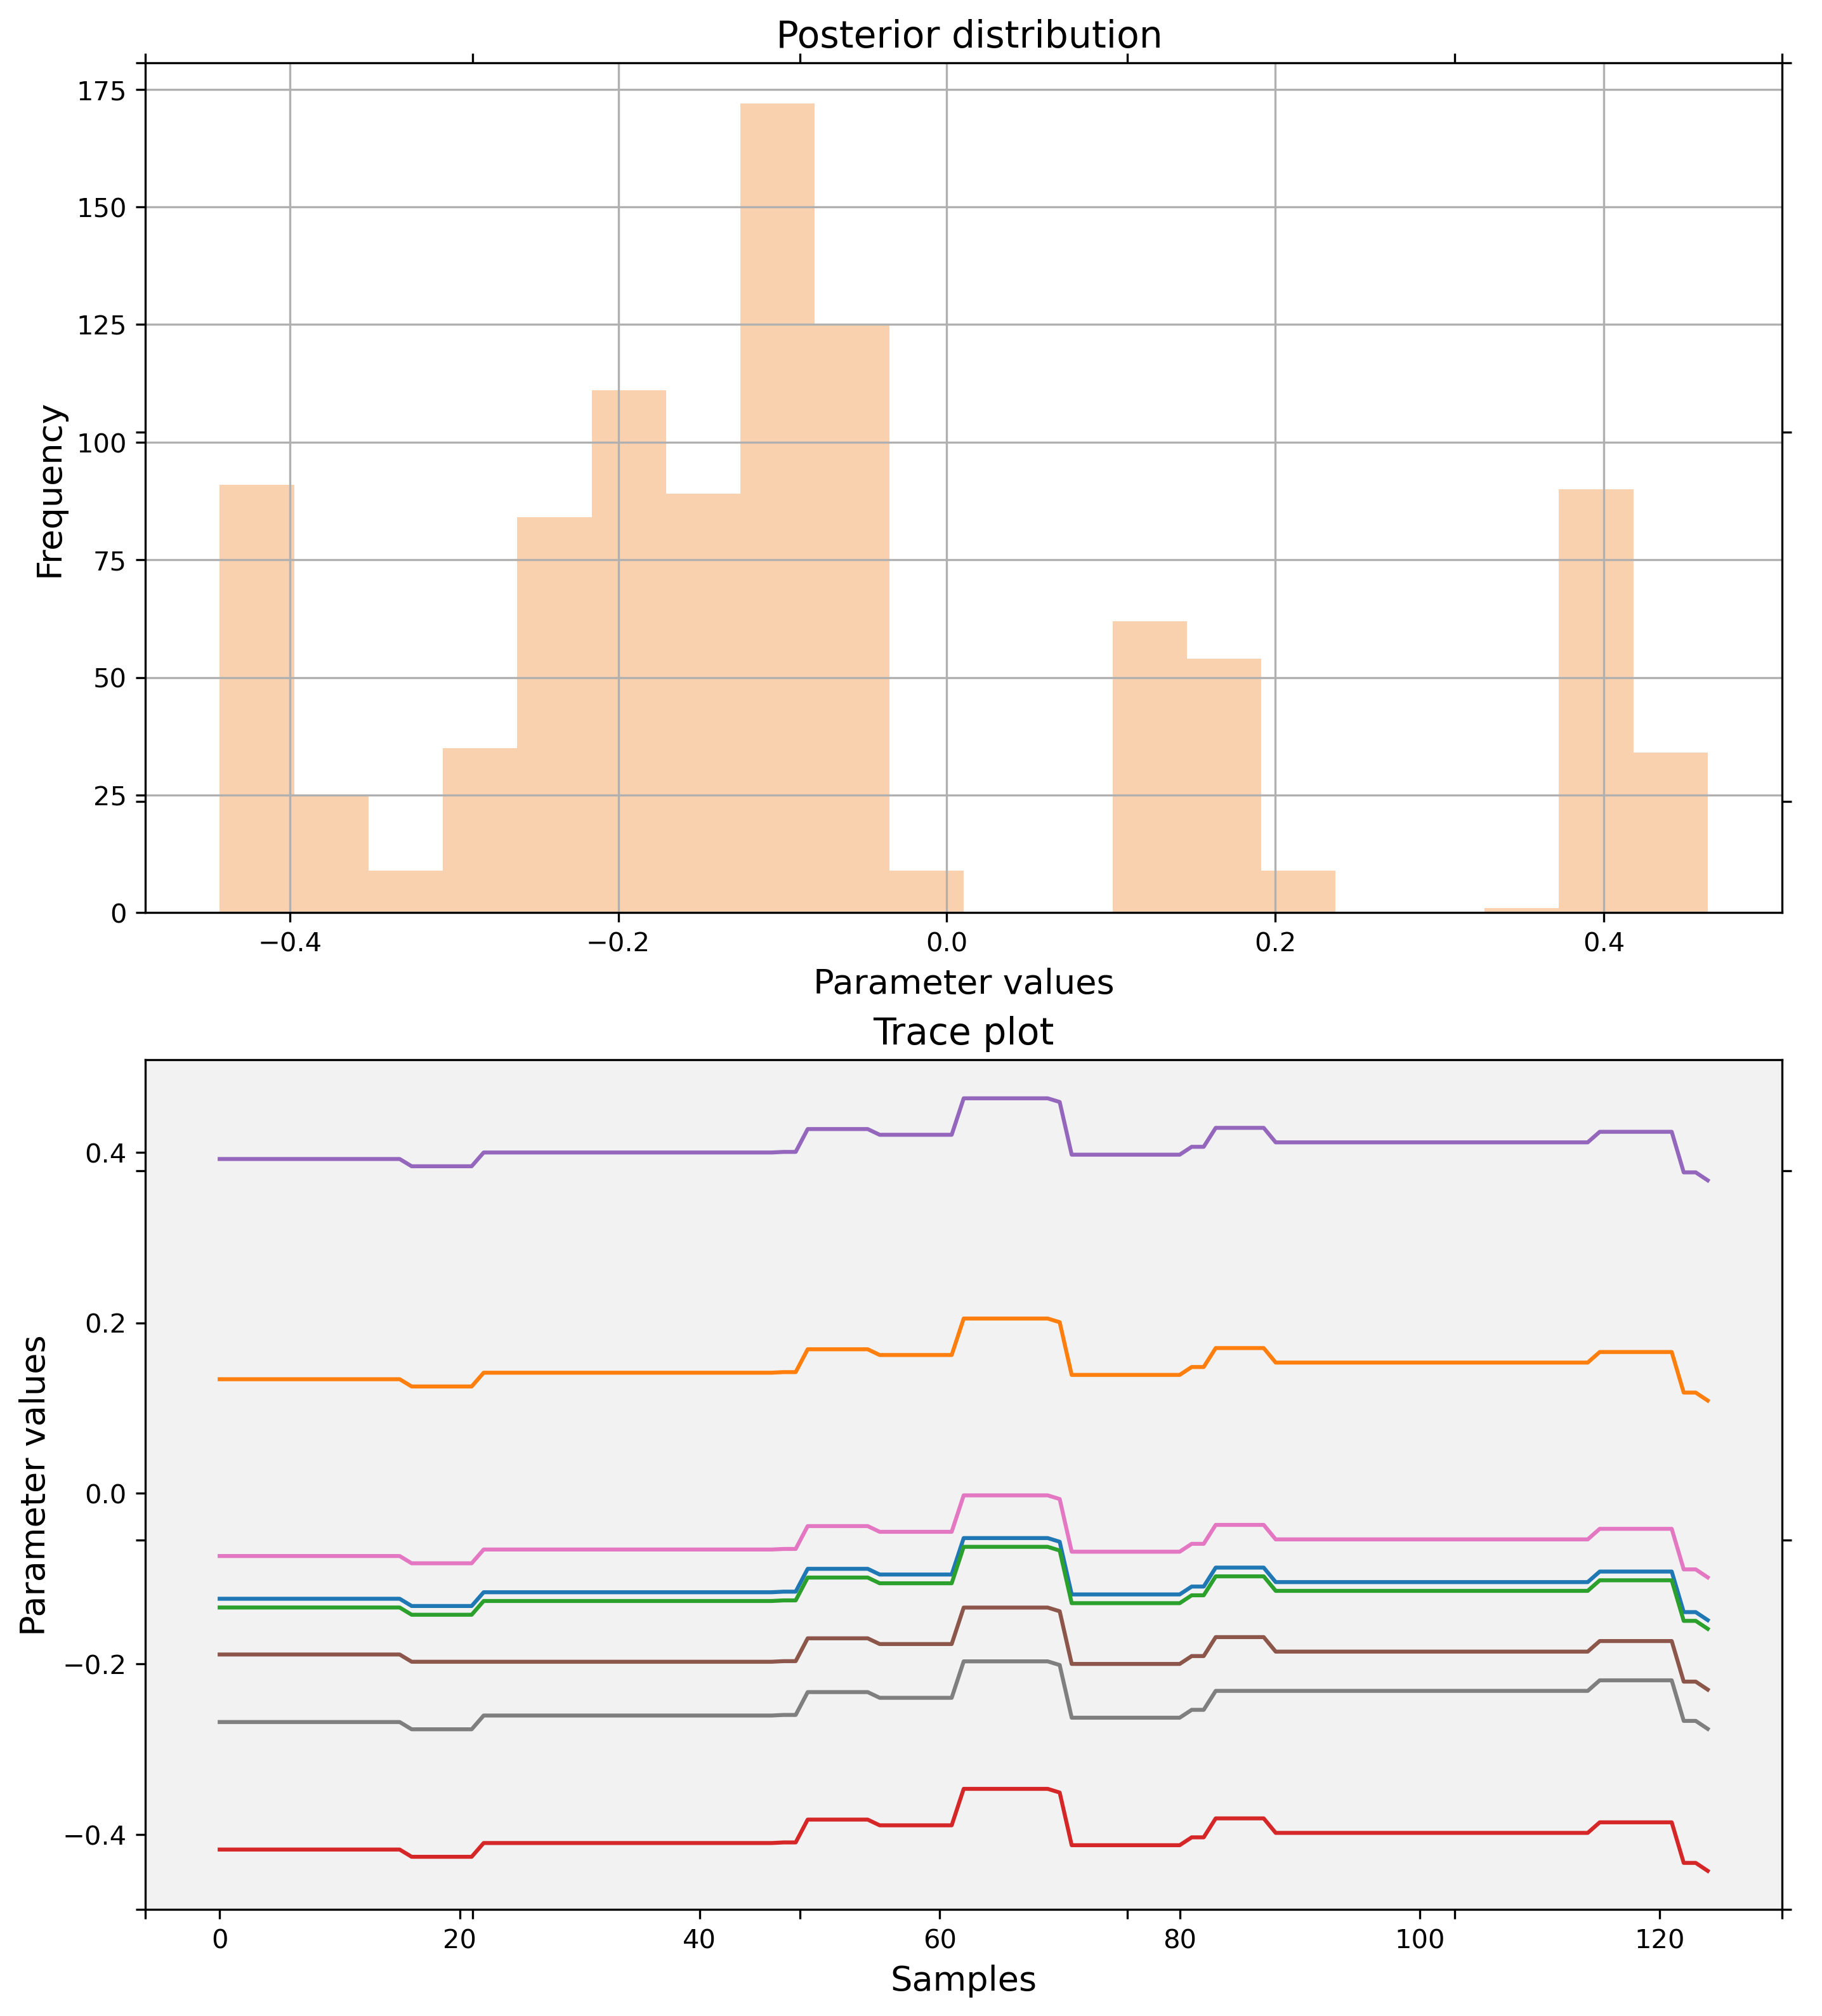 Posterior distribution
175
150
125
100
75
50
25
0
Frequency
−0.4 −0.2 0.0 0.2 0.4
Parameter values
Trace plot
0.4
0.2
0.0
−0.2
−0.4
Parameter values
0 20 40 60 80 100 120
Samples